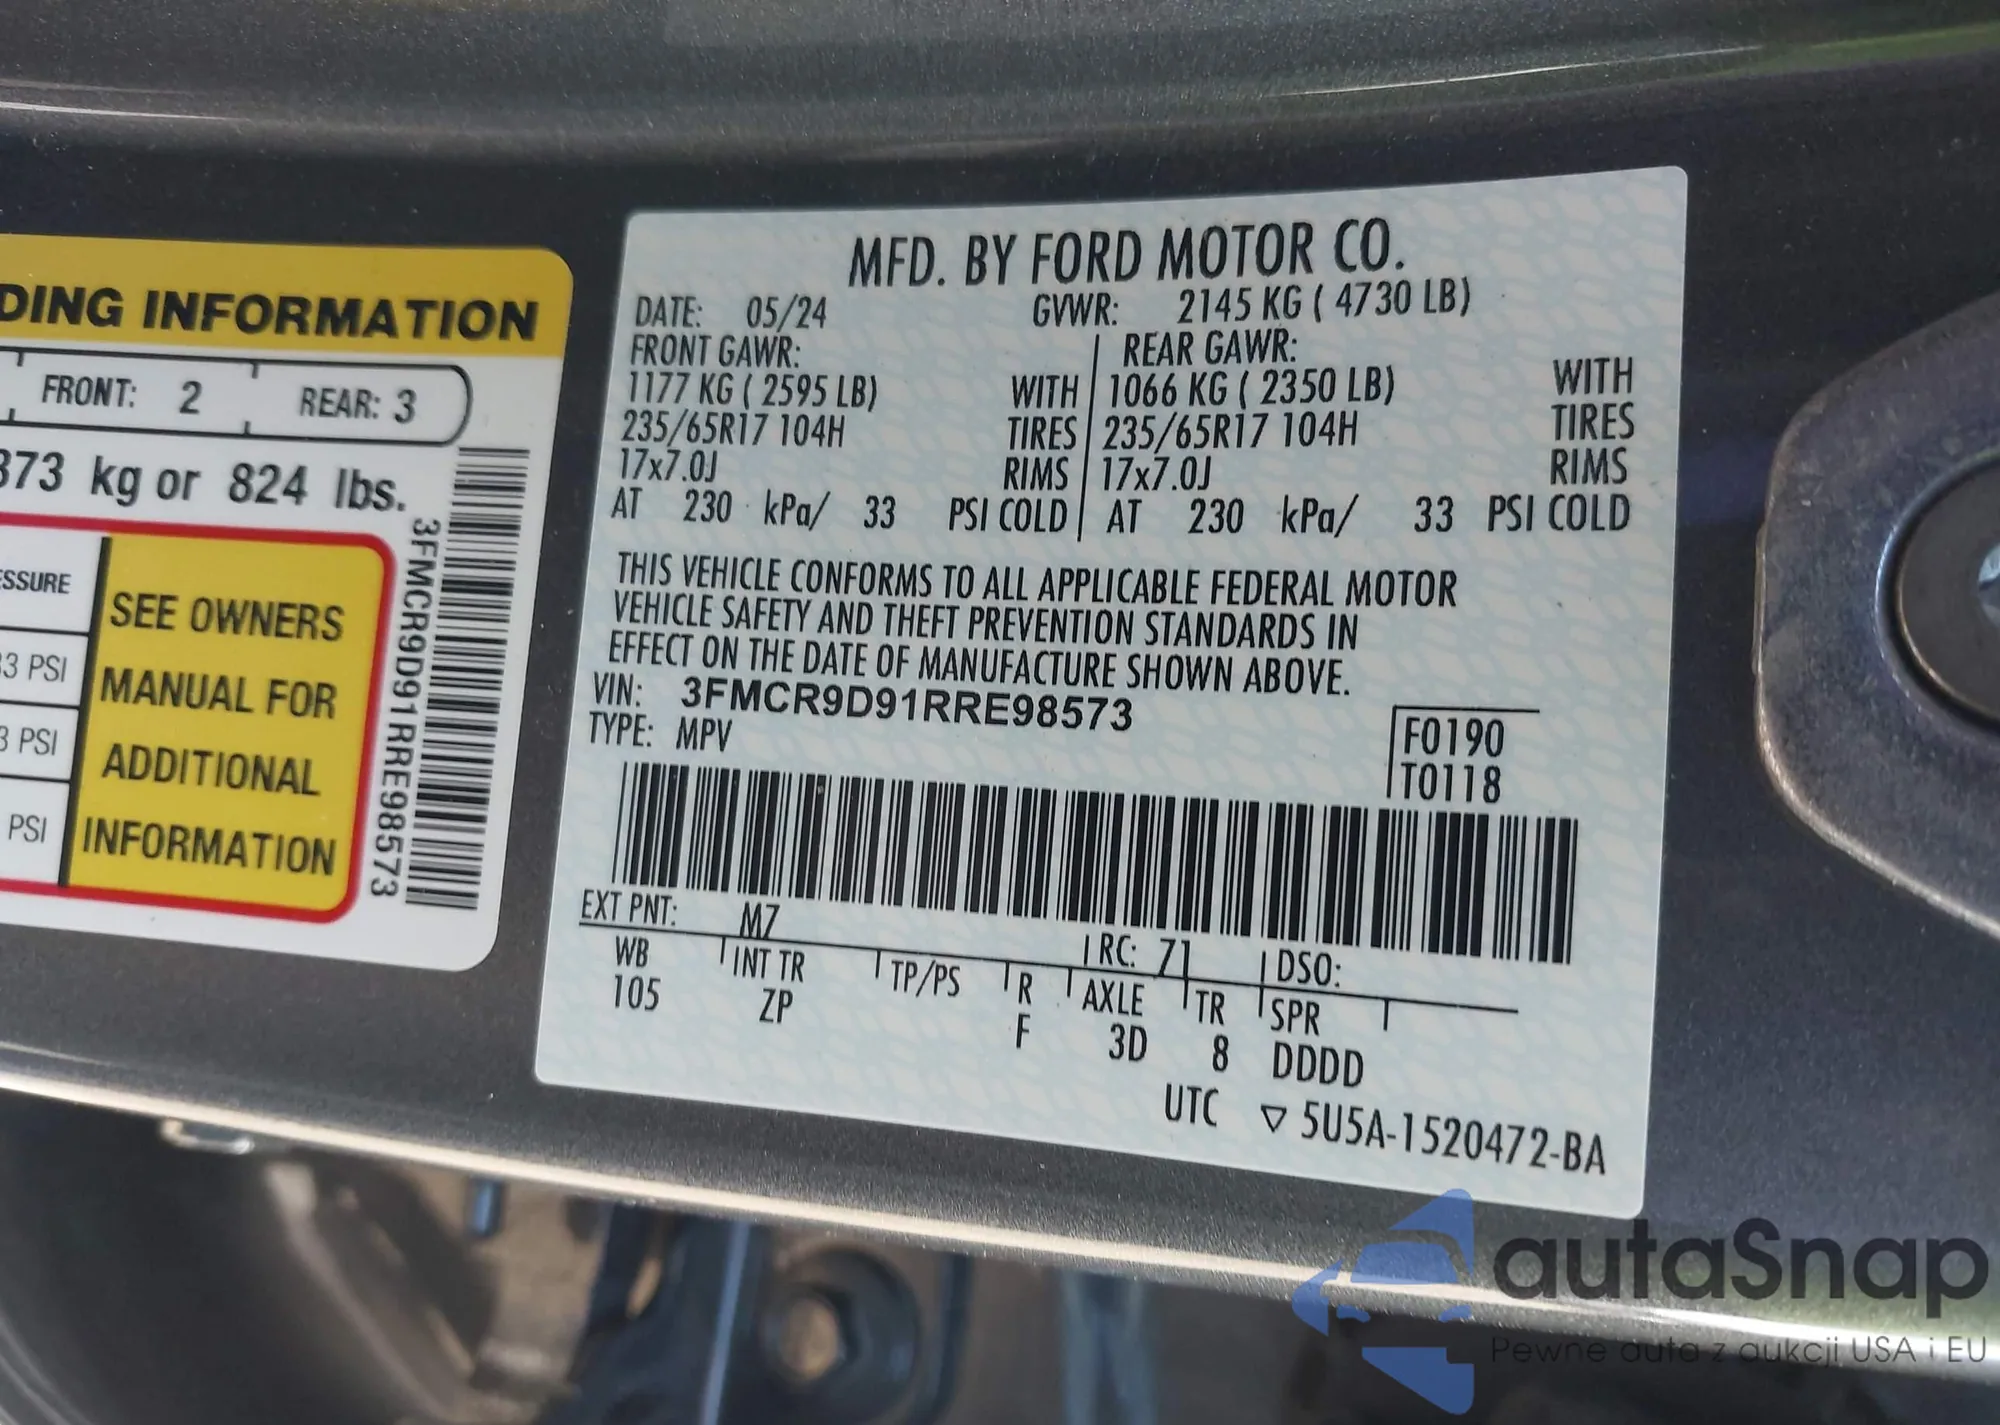 DING INFORMATION
FRONT: 2 REAR: 3
373 kg or 824 lbs.
ESSURE
33 PSI
3 PSI
PSI
SEE OWNERS
MANUAL FOR
ADDITIONAL
INFORMATION
3FMCR9D91RRE98573
MFD. BY FORD MOTOR CO.
DATE: 05/24 GVWR: 2145 KG ( 4730 LB)
FRONT GAWR: REAR GAWR:
1177 KG ( 2595 LB) WITH 1066 KG ( 2350 LB) WITH
235/65R17 104H TIRES 235/65R17 104H TIRES
17x7.0J RIMS 17x7.0J RIMS
AT 230 kPa/ 33 PSI COLD AT 230 kPa/ 33 PSI COLD
THIS VEHICLE CONFORMS TO ALL APPLICABLE FEDERAL MOTOR
VEHICLE SAFETY AND THEFT PREVENTION STANDARDS IN
EFFECT ON THE DATE OF MANUFACTURE SHOWN ABOVE.
VIN: 3FMCR9D91RRE98573
TYPE: MPV
F0190
T0118
EXT PNT: M7 RC: 71 DSO:
WB INT TR TP/PS R AXLE TR SPR
105 ZP F 3D 8 DDDD
UTC ▽ 5U5A-1520472-BA
autaSnap
Pewne auta z aukcji USA i EU